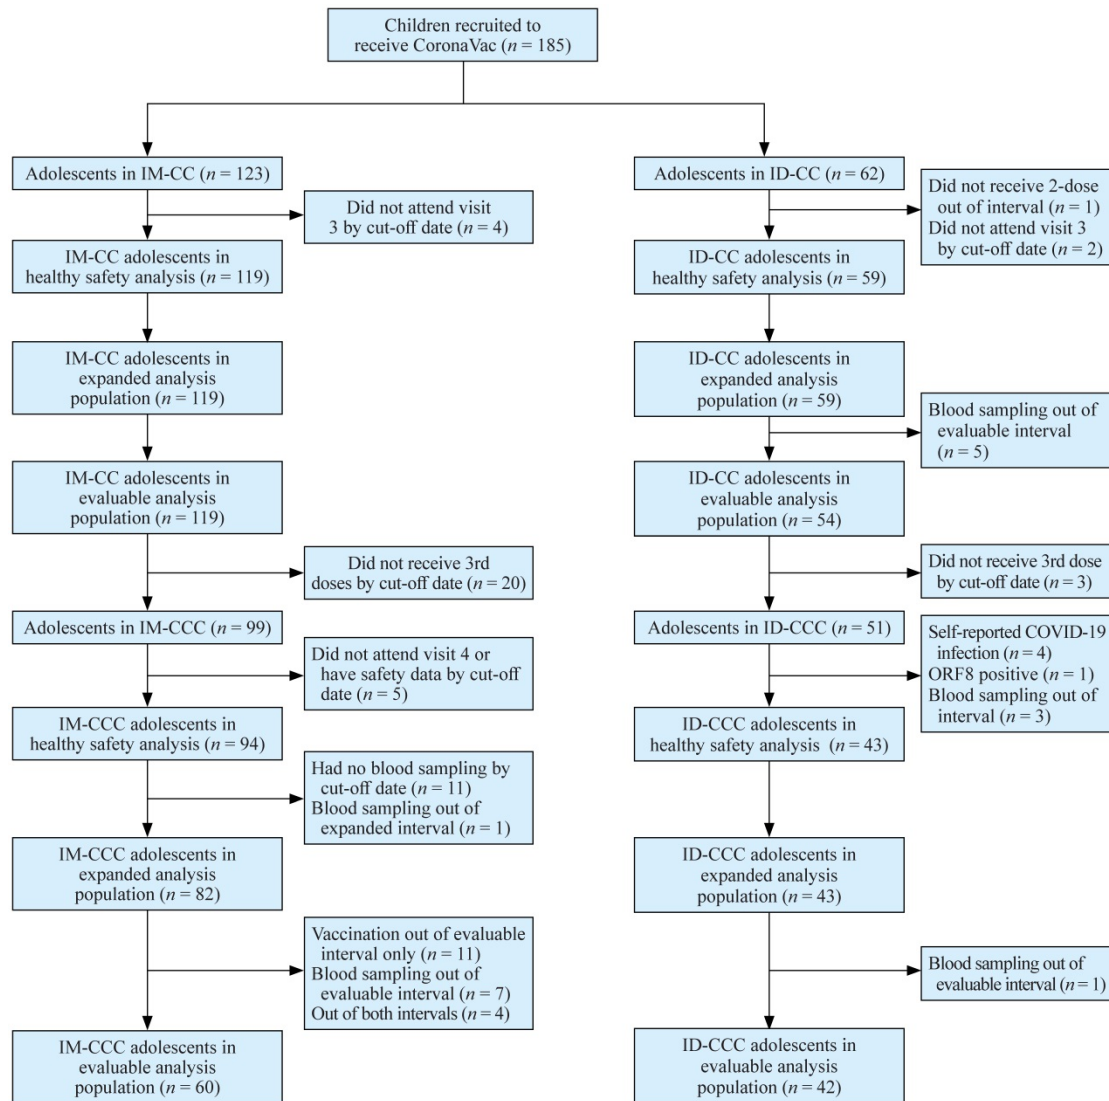 Children recruited to
receive CoronaVac (n = 185)
Adolescents in IM-CC (n = 123)
Did not attend visit
3 by cut-off date (n = 4)
IM-CC adolescents in
healthy safety analysis (n = 119)
IM-CC adolescents in
expanded analysis
population (n = 119)
IM-CC adolescents in
evaluable analysis
population (n = 119)
Did not receive 3rd
doses by cut-off date (n = 20)
Adolescents in IM-CCC (n = 99)
Did not attend visit 4 or
have safety data by cut-off
date (n = 5)
IM-CCC adolescents in
healthy safety analysis (n = 94)
Had no blood sampling by
cut-off date (n = 11)
Blood sampling out of
expanded interval (n = 1)
IM-CCC adolescents in
expanded analysis
population (n = 82)
Vaccination out of evaluable
interval only (n = 11)
Blood sampling out of
evaluable interval (n = 7)
Out of both intervals (n = 4)
IM-CCC adolescents in
evaluable analysis
population (n = 60)
Adolescents in ID-CC (n = 62)
Did not receive 2-dose
out of interval (n = 1)
Did not attend visit 3
by cut-off date (n = 2)
ID-CC adolescents in
healthy safety analysis (n = 59)
ID-CC adolescents in
expanded analysis
population (n = 59)
Blood sampling out of
evaluable interval
(n = 5)
ID-CC adolescents in
evaluable analysis
population (n = 54)
Did not receive 3rd dose
by cut-off date (n = 3)
Adolescents in ID-CCC (n = 51)
Self-reported COVID-19
infection (n = 4)
ORF8 positive (n = 1)
Blood sampling out of
interval (n = 3)
ID-CCC adolescents in
healthy safety analysis (n = 43)
ID-CCC adolescents in
expanded analysis
population (n = 43)
Blood sampling out of
evaluable interval (n = 1)
ID-CCC adolescents in
evaluable analysis
population (n = 42)